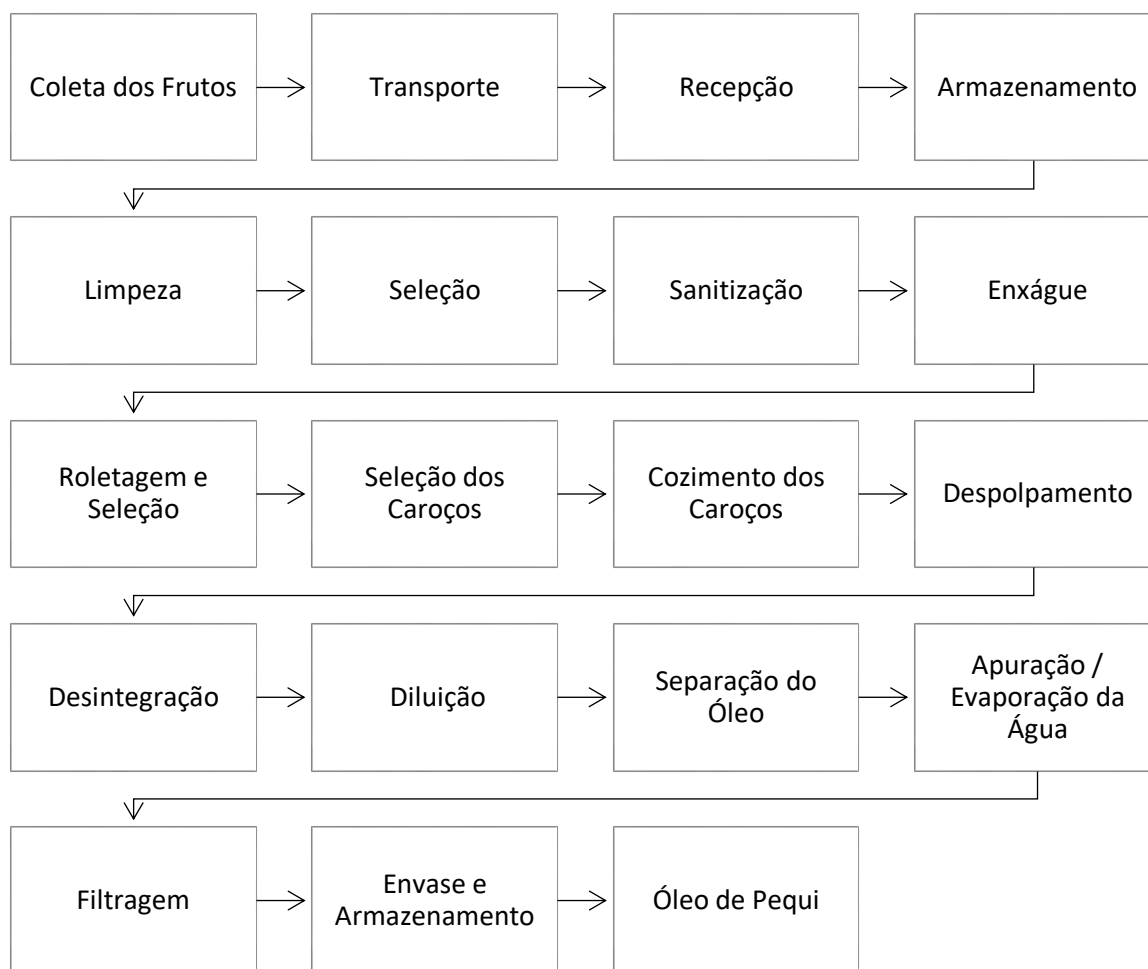 Coleta dos Frutos
Transporte
Recepção
Armazenamento
Limpeza
Seleção
Sanitização
Enxágue
Roletagem e
Seleção
Seleção dos
Caroços
Cozimento dos
Caroços
Despolpamento
Desintegração
Diluição
Separação do
Óleo
Apuração /
Evaporação da
Água
Filtragem
Envase e
Armazenamento
Óleo de Pequi